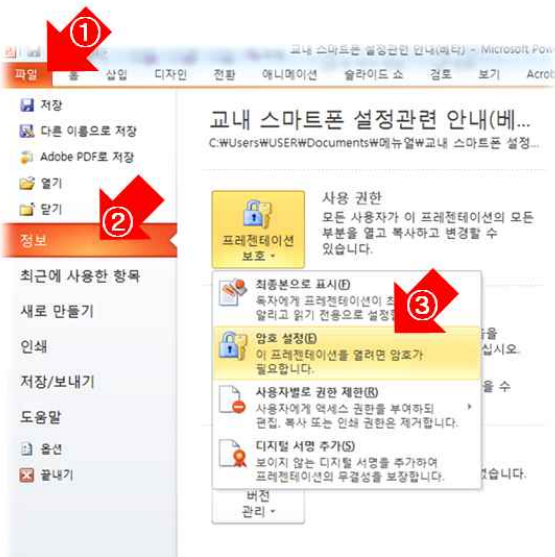 ①
교내 스마트폰 설정관련 안내(베타) - Microsoft Pow
파일 홈 삽입 디자인 전환 애니메이션 슬라이드 쇼 검토 보기 Acrob
저장
다른 이름으로 저장
Adobe PDF로 저장
열기
닫기
②
정보
최근에 사용한 항목
새로 만들기
인쇄
저장/보내기
도움말
옵션
끝내기
교내 스마트폰 설정관련 안내(베...
C:₩Users₩USER₩Documents₩메뉴얼₩교내 스마트폰 설정...
프레젠테이션
보호
사용 권한
모든 사용자가 이 프레젠테이션의 모든
부분을 열고 복사하고 변경할 수
있습니다.
최종본으로 표시(F)
독자에게 프레젠테이션이
알리고 읽기 전용으로
③
암호 설정(E)
이 프레젠테이션을 열려면 암호가
필요합니다.
사용자별로 권한 제한(R)
사용자에게 액세스 권한을 부여하되
편집, 복사 또는 인쇄 권한은 제거합니다.
디지털 서명 추가(S)
보이지 않는 디지털 서명을 추가하여
프레젠테이션의 무결성을 보장합니다.
을
십시오.
을 수
없습니다.
버전
관리